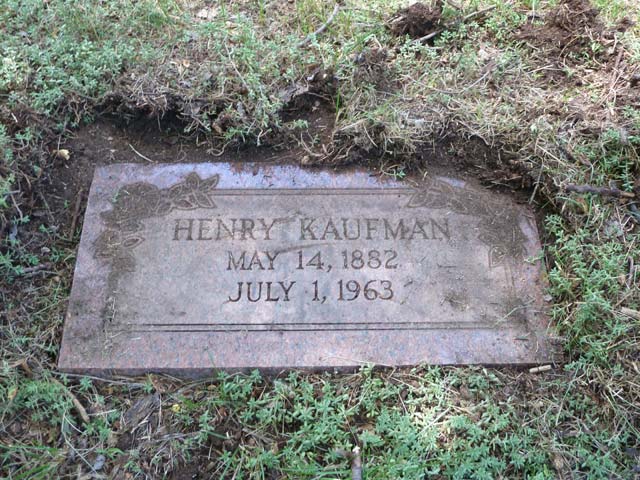 HENRY KAUFMAN
MAY 14, 1882
JULY 1, 1963